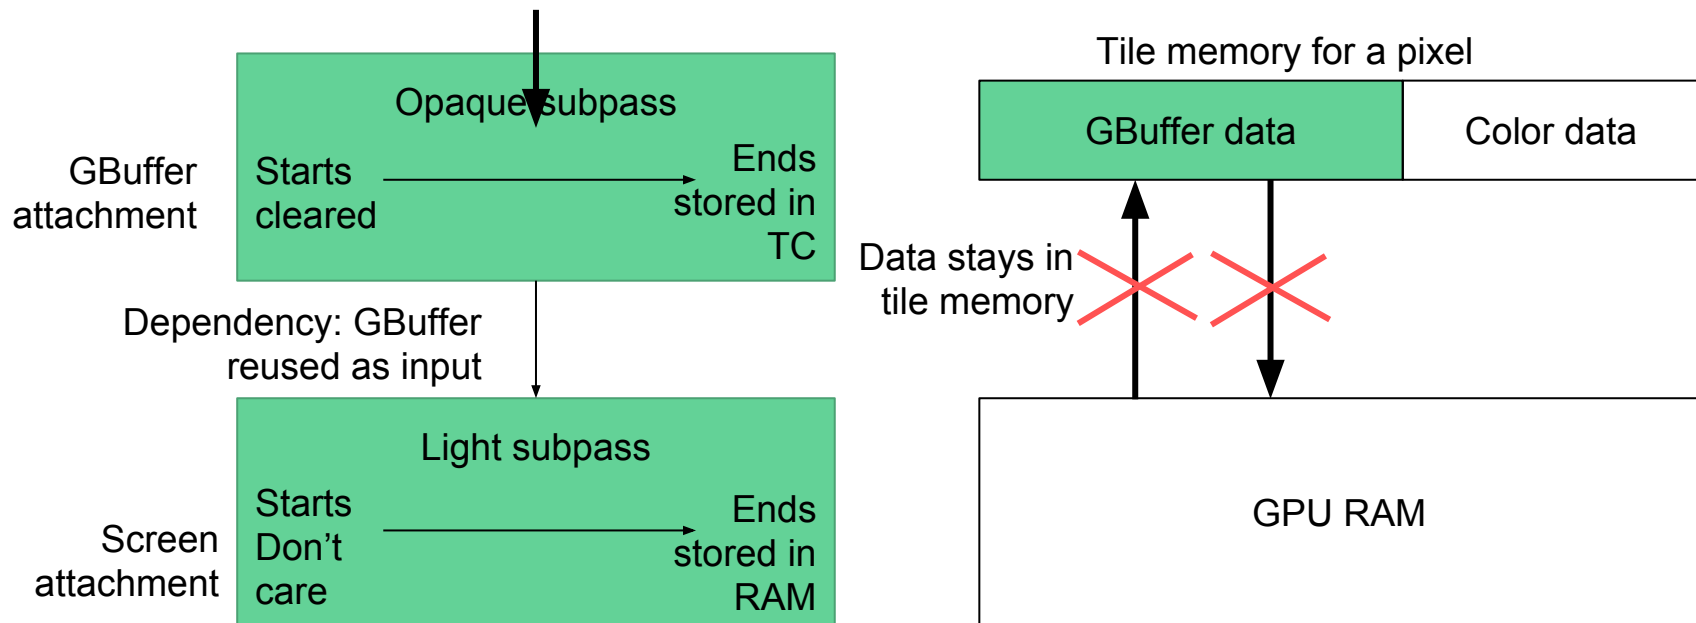 Opaque subpass
GBuffer
attachment
Starts
cleared
Ends
stored in
TC
Dependency: GBuffer
reused as input
Light subpass
Screen
attachment
Starts
Don’t
care
Ends
stored in
RAM
Tile memory for a pixel
GBuffer data
Color data
Data stays in
tile memory
GPU RAM